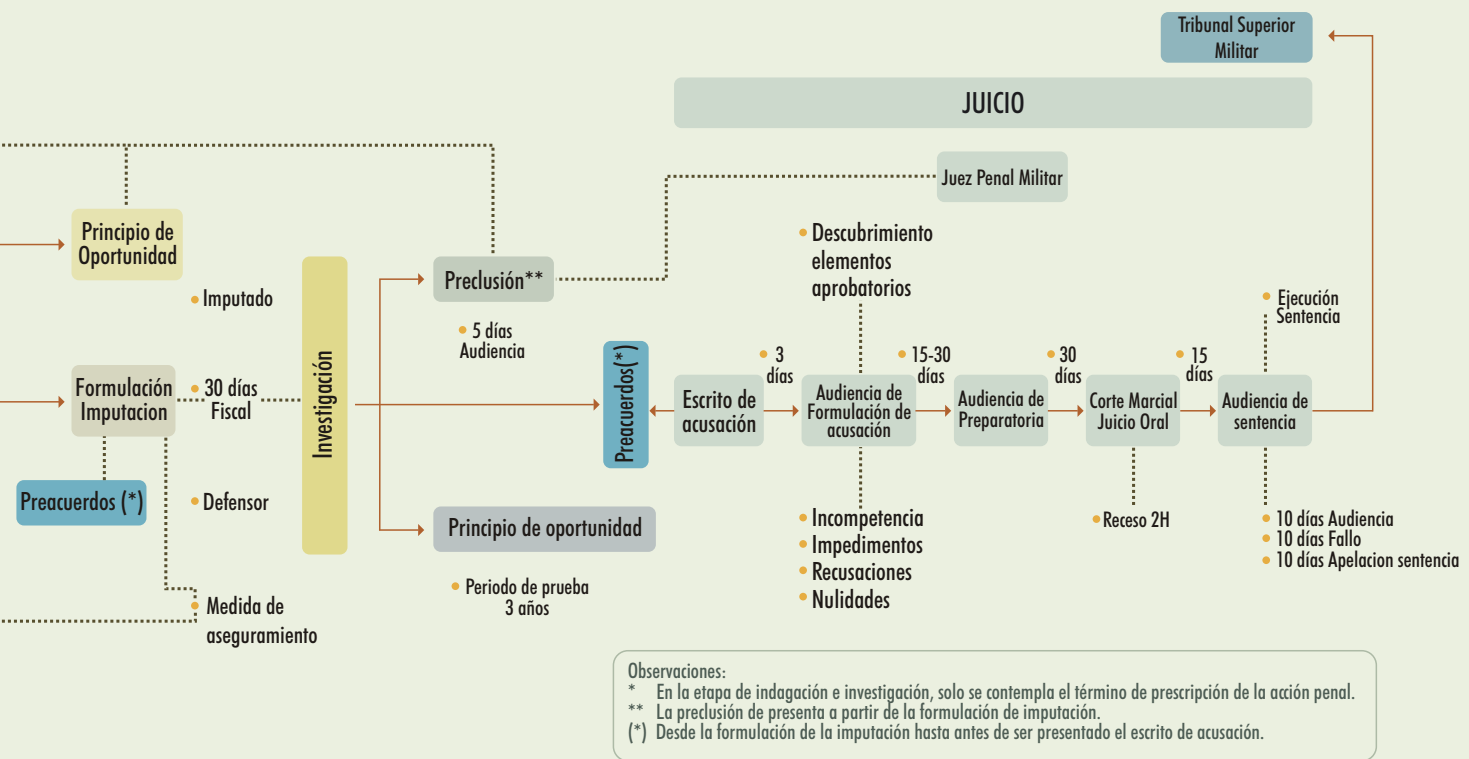 Tribunal Superior
Militar
JUICIO
Juez Penal Militar
Principio de
Oportunidad
Imputado
Formulación
Imputacion
30 días
Fiscal
Preacuerdos (*)
Defensor
Medida de
aseguramiento
Investigación
Preclusión**
5 días
Audiencia
Principio de oportunidad
Periodo de prueba
3 años
Preacuerdos(*)
Escrito de
acusación
3
días
Descubrimiento
elementos
aprobatorios
Audiencia de
Formulación de
acusación
Incompetencia
Impedimentos
Recusaciones
Nulidades
15-30
días
Audiencia de
Preparatoria
30
días
Corte Marcial
Juicio Oral
Receso 2H
15
días
Ejecución
Sentencia
Audiencia de
sentencia
10 días Audiencia
10 días Fallo
10 días Apelacion sentencia
Observaciones:
* En la etapa de indagación e investigación, solo se contempla el término de prescripción de la acción penal.
** La preclusión de presenta a partir de la formulación de imputación.
(*) Desde la formulación de la imputación hasta antes de ser presentado el escrito de acusación.